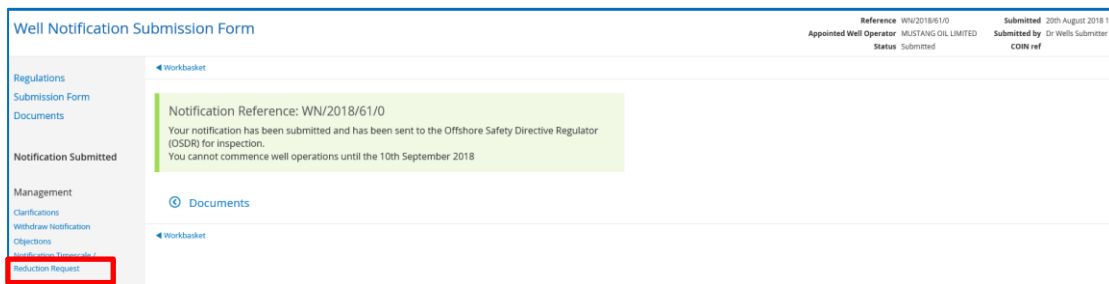 Well Notification Submission Form
Reference WN/2018/61/0 Submitted 20th August 2018 1
Appointed Well Operator MUSTANG OIL LIMITED Submitted by Dr Wells Submitter
Status Submitted COIN ref
Regulations
Submission Form
Documents
Notification Submitted
Management
Clarifications
Withdraw Notification
Objections
Notification Timescale /
Reduction Request
Workbasket
Notification Reference: WN/2018/61/0
Your notification has been submitted and has been sent to the Offshore Safety Directive Regulator
(OSDR) for inspection.
You cannot commence well operations until the 10th September 2018
Documents
Workbasket